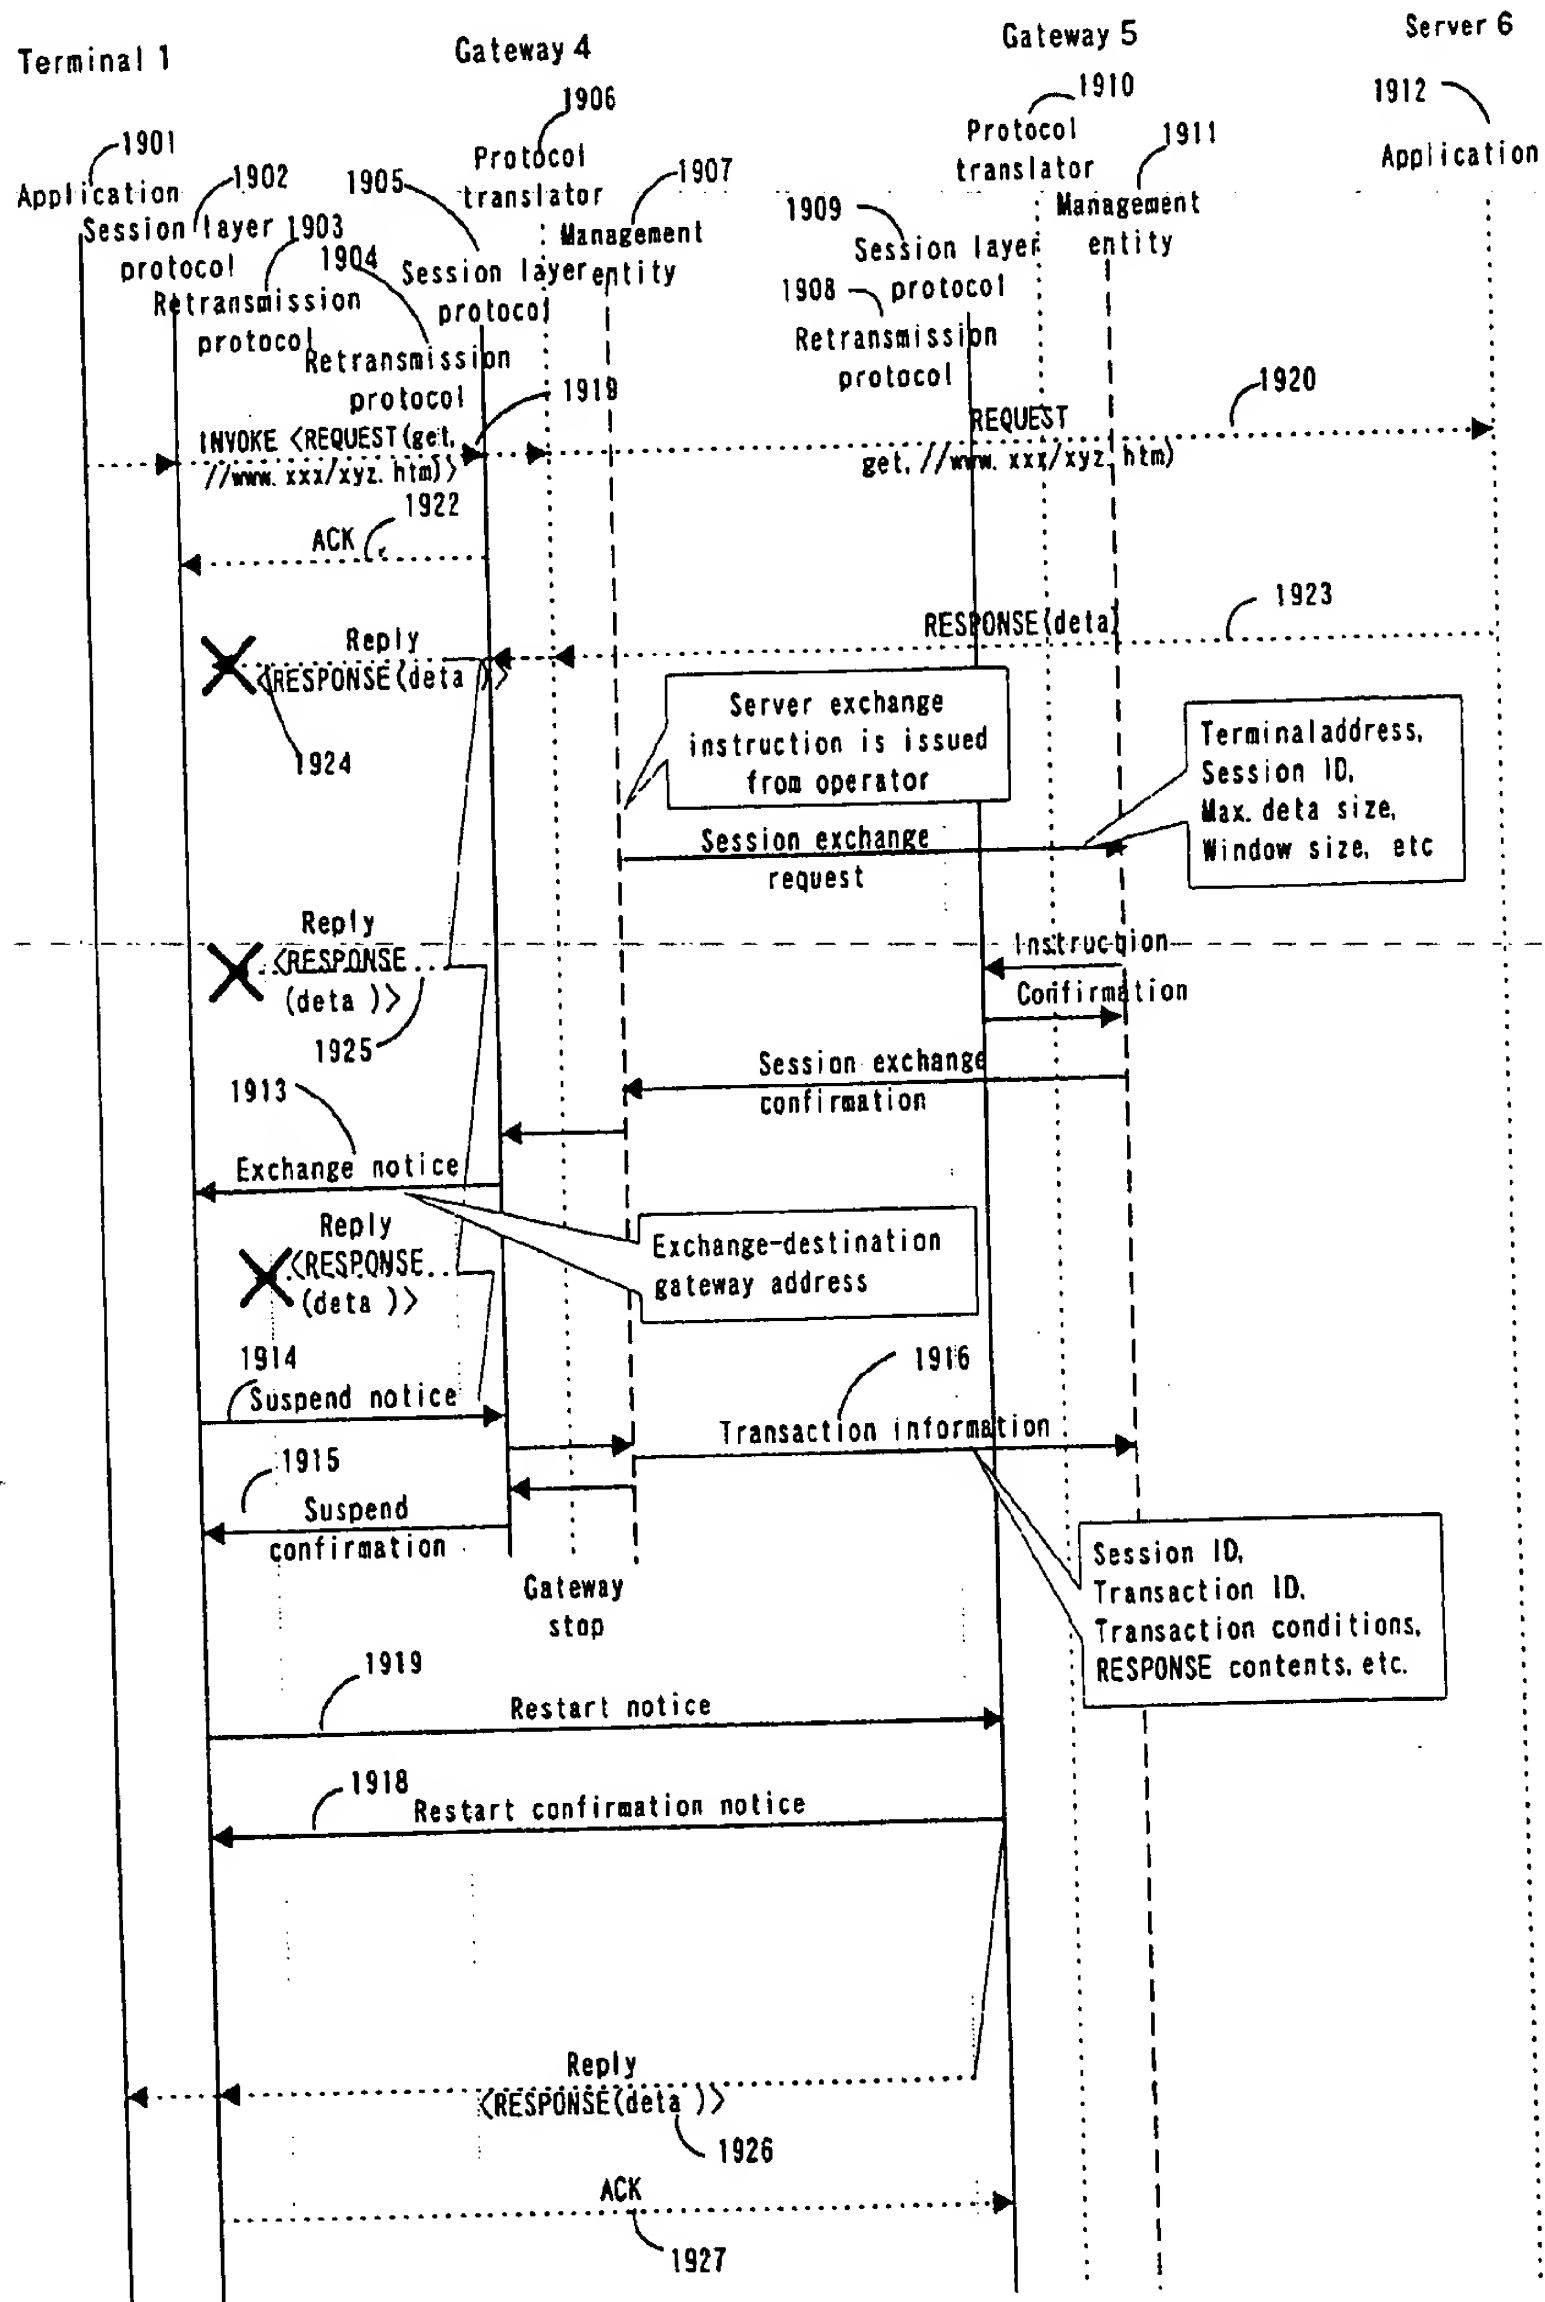 Terminal 1
Gateway 4
Gateway 5
Server 6
1906
1910
1912
1901
Protocol
translator
1911
Application
1902
1905
Protocol
translator
1907
Application
Session layer
protocol
1903
1904
Management
entity
1909
Management
entity
Retransmission
protocol
Session layer
protocol
Session layer
protocol
1908
Retransmission
protocol
Retransmission
protocol
1919
1920
INVOKE <REQUEST(get,
//www. xxx/xyz. htm)>
REQUEST
get, //www. xxx/xyz. htm)
1922
ACK
1923
RESPONSE(deta)
Reply
<RESPONSE(deta )>
1924
Server exchange
instruction is issued
from operator
Terminaladdress,
Session ID,
Max. deta size,
Window size, etc
Session exchange
request
Reply
<RESPONSE
(deta )>
1925
Instruction
Confirmation
Session exchange
confirmation
1913
Exchange notice
Reply
<RESPONSE
(deta )>
Exchange-destination
gateway address
1914
Suspend notice
1916
Transaction information
1915
Suspend
confirmation
Session ID,
Transaction ID,
Transaction conditions,
RESPONSE contents, etc.
Gateway
stop
1919
Restart notice
1918
Restart confirmation notice
Reply
<RESPONSE(deta )>
1926
ACK
1927